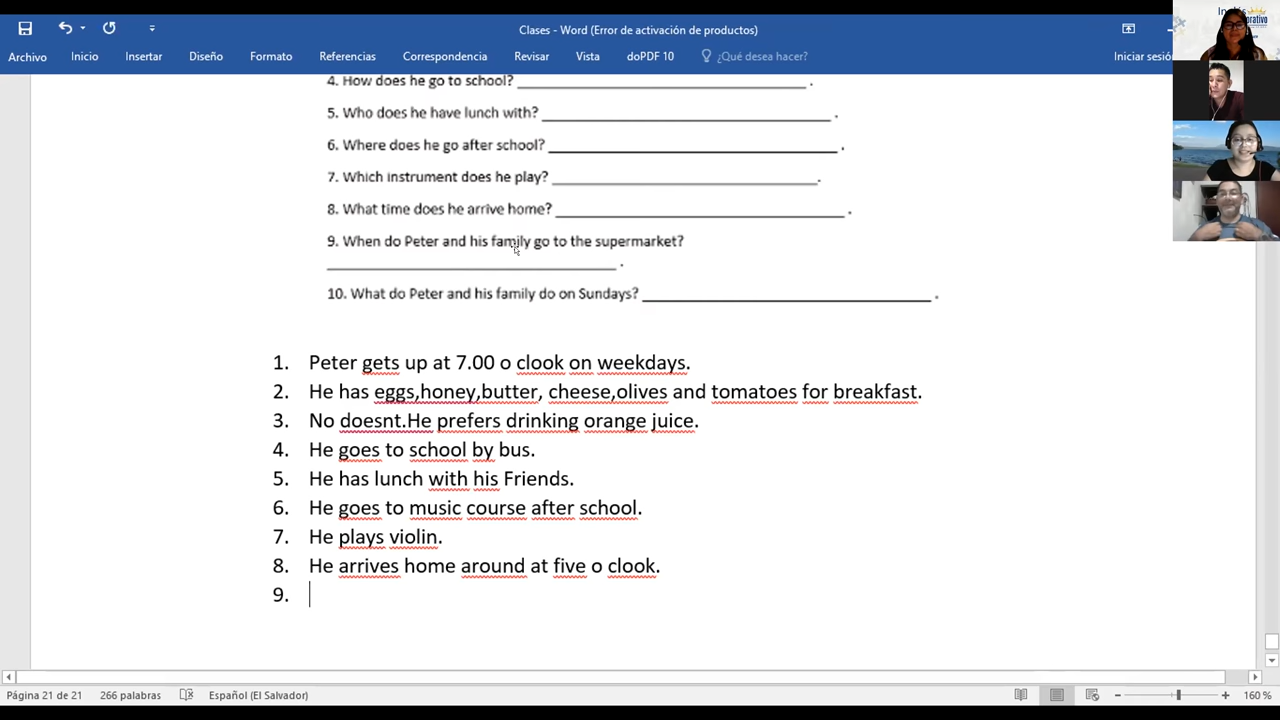 Clases - Word (Error de activación de productos)
Archivo Inicio Insertar Diseño Formato Referencias Correspondencia Revisar Vista doPDF 10 ¿Qué desea hacer? Iniciar sesió
4. How does he go to school? ______ .
5. Who does he have lunch with? ______ .
6. Where does he go after school? ______ .
7. Which instrument does he play? ______ .
8. What time does he arrive home? ______ .
9. When do Peter and his family go to the supermarket?
______ .
10. What do Peter and his family do on Sundays? ______ .
1. Peter gets up at 7.00 o clook on weekdays.
2. He has eggs,honey,butter, cheese,olives and tomatoes for breakfast.
3. No doesnt.He prefers drinking orange juice.
4. He goes to school by bus.
5. He has lunch with his Friends.
6. He goes to music course after school.
7. He plays violin.
8. He arrives home around at five o clook.
9.
Página 21 de 21 266 palabras Español (El Salvador) 160 %